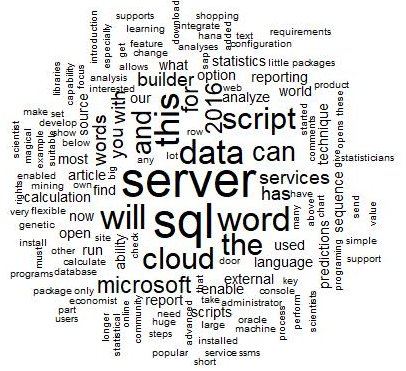 shopping
supports integrate hana
learning requirements
download
analyses added text
introduction
especially
get feature change configuration
sap
allows what statistics little packages
libraries
capability
focus
analysis
interested
builder option reporting
web
product
scientist
develop
make set
our
2016
analyze world
started
opens
these
statisticians
source
words
you with
and
this
for
script
comments
technique
give
show below
magical
example
suitable
most any lot row
data can
chart
article
big
server
services
sequence
above
programing
rights
enabled
mining own find
has have
calculation
very flexible now
will sql word
many
predictions
send
value
genetic
open site
ability
check
the used
simple
install other run
cloud
door language
support
must
calculate
microsoft
that
external key
programs database
enable console
package only
economist report
take administrator
process
perform
scientists
part
users
longer
statistical
online
community
need
huge
advanced
scripts
large oracle
machine
steps installed
popular service ssms
short